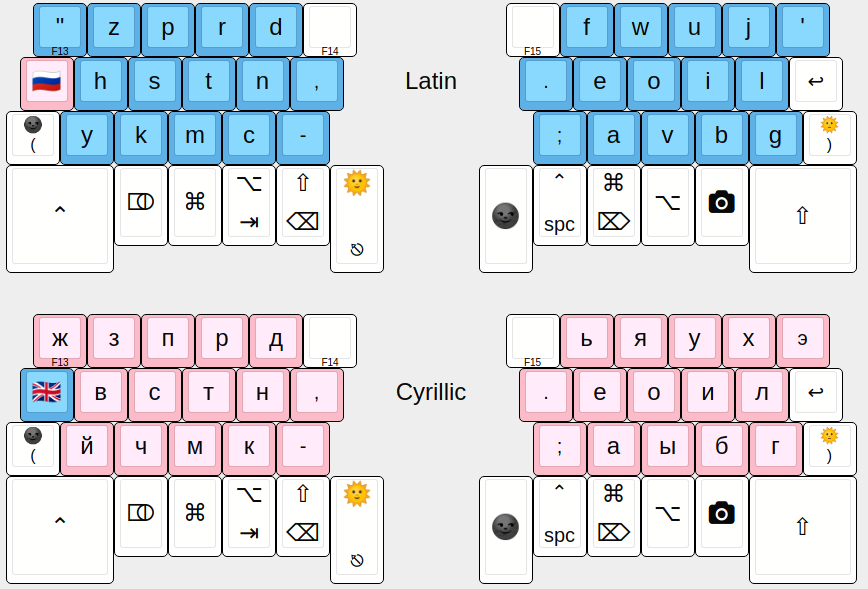 " z p r d f w u j '
F13 F14 F15
h s t n , Latin . e o i l ↩
( y k m c - ; a v b g )
⌃ ⌘ ⌥ ⇧ ⌃ ⌘ ⌥ ⇧
⇥ ⌫ ⎋ spc ⌦
ж з п р д ь я у х э
F13 F14 F15
в с т н , Cyrillic . е о и л ↩
( й ч м к - ; а ы б г )
⌃ ⌘ ⌥ ⇧ ⌃ ⌘ ⌥ ⇧
⇥ ⌫ ⎋ spc ⌦